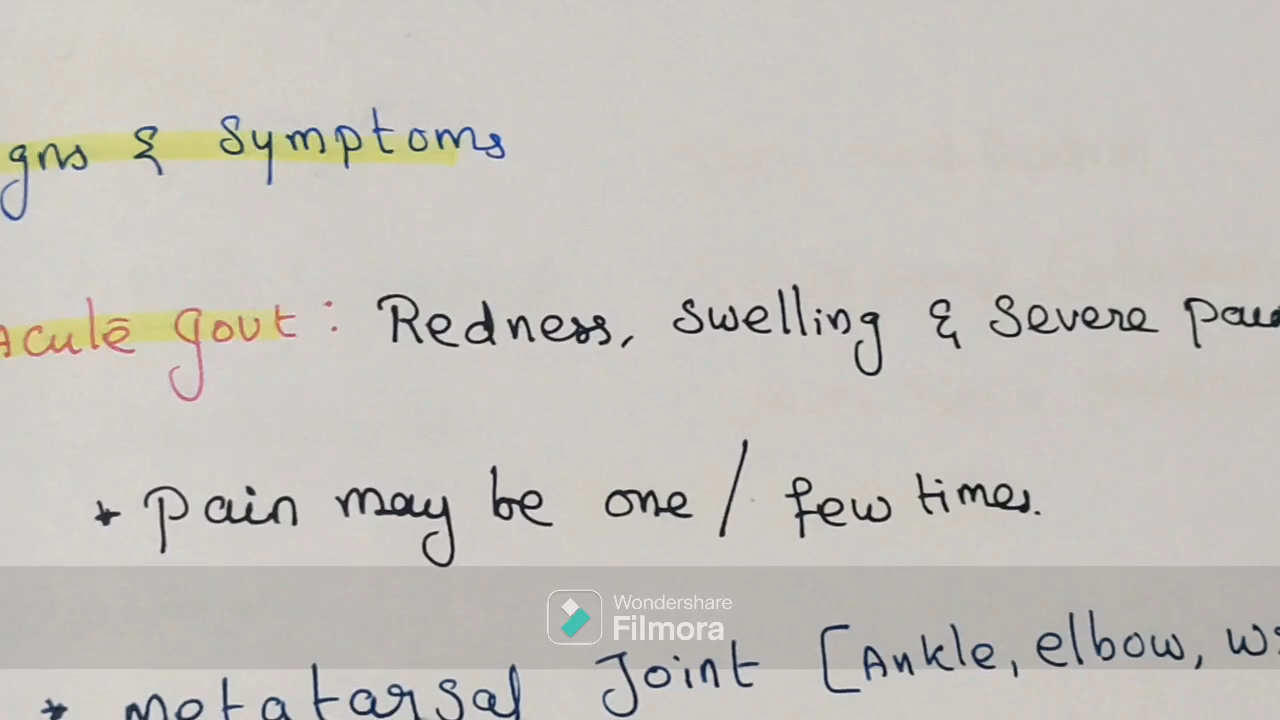 gns & Symptoms
Acute Gout: Redness, swelling & Severe pain
* Pain may be one / few times.
Wondershare
Filmora
* metatarsal Joint [Ankle, elbow,